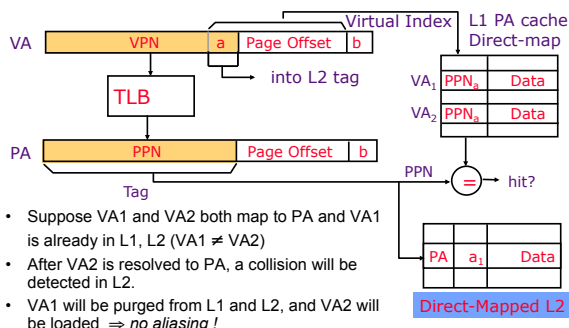 Virtual Index
L1 PA cache
Direct-map
VA
VPN
a
Page Offset
b
into L2 tag
VA1
PPNa
Data
VA2
PPNa
Data
TLB
PA
PPN
Page Offset
b
Tag
PPN
=
hit?
• Suppose VA1 and VA2 both map to PA and VA1
is already in L1, L2 (VA1 ≠ VA2)
• After VA2 is resolved to PA, a collision will be
detected in L2.
• VA1 will be purged from L1 and L2, and VA2 will
be loaded ⇒ no aliasing !
PA
a1
Data
Direct-Mapped L2